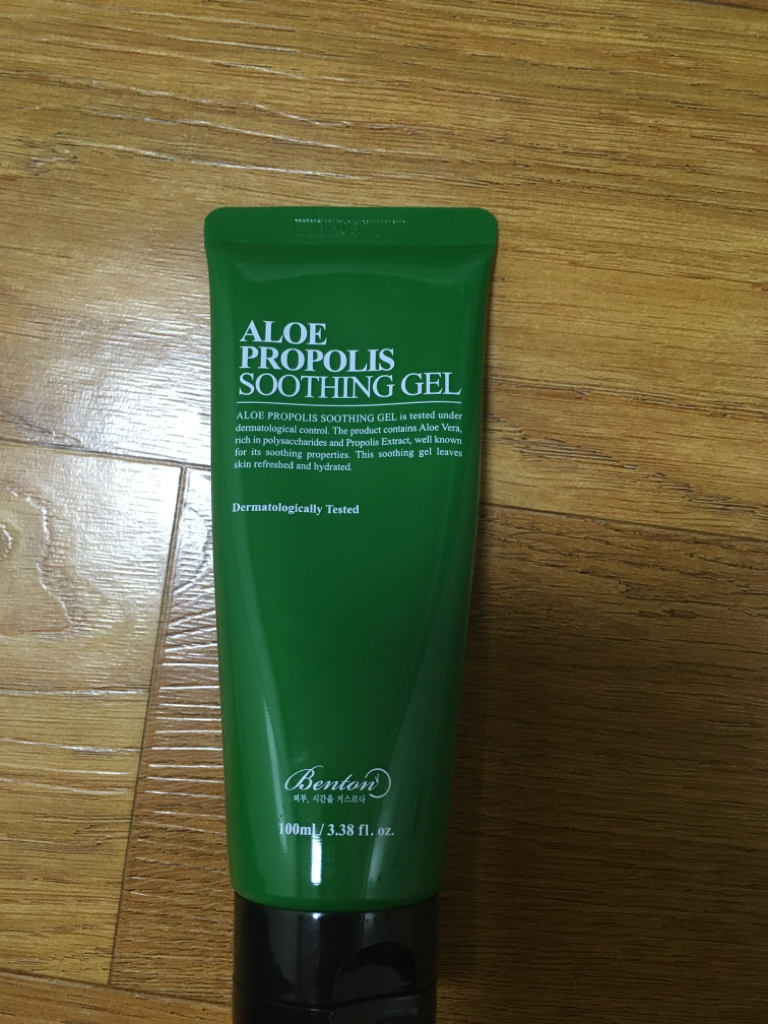 ALOE
PROPOLIS
SOOTHING GEL
ALOE PROPOLIS SOOTHING GEL is tested under
dermatological control. The product contains Aloe Vera,
rich in polysaccharides and Propolis Extract, well known
for its soothing properties. This soothing gel leaves
skin refreshed and hydrated.
Dermatologically Tested
Benton
피부, 시간을 거스르다
100ml / 3.38 fl. oz.